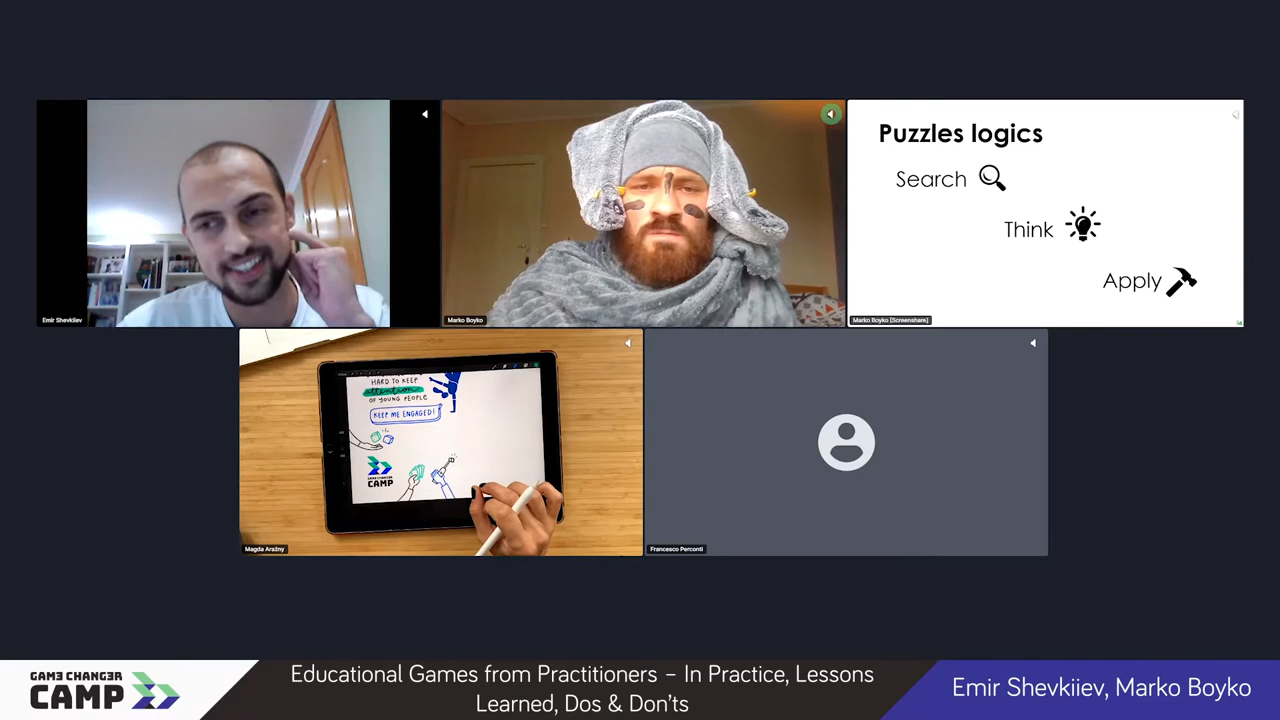 Emir Shevkiiev
Marko Boyko
Puzzles logics
Search
Think
Apply
Marko Boyko [Screenshare]
HARD TO KEEP
attention
OF YOUNG PEOPLE
KEEP ME ENGAGED!
GAME CHANGER
CAMP
Magda Arażny
Francesco Perconti
GAME CHANGER
CAMP
Educational Games from Practitioners – In Practice, Lessons
Learned, Dos & Don'ts
Emir Shevkiiev, Marko Boyko